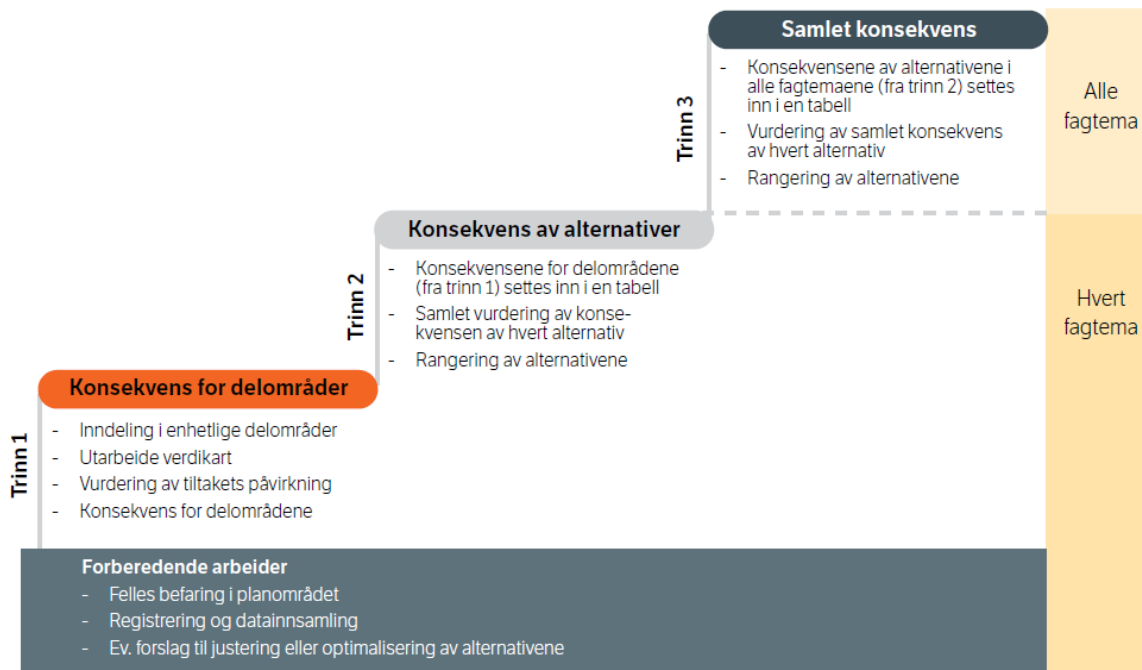 Samlet konsekvens
- Konsekvensene av alternativene i
alle fagtemaene (fra trinn 2) settes
inn i en tabell
- Vurdering av samlet konsekvens
av hvert alternativ
- Rangering av alternativene
Trinn 3
Alle
fagtema
Konsekvens av alternativer
- Konsekvensene for delområdene
(fra trinn 1) settes inn i en tabell
- Samlet vurdering av konse-
kvensen av hvert alternativ
- Rangering av alternativene
Trinn 2
Hvert
fagtema
Konsekvens for delområder
- Inndeling i enhetlige delområder
- Utarbeide verdikart
- Vurdering av tiltakets påvirkning
- Konsekvens for delområdene
Trinn 1
Forberedende arbeider
- Felles befaring i planområdet
- Registrering og datainnsamling
- Ev. forslag til justering eller optimalisering av alternativene